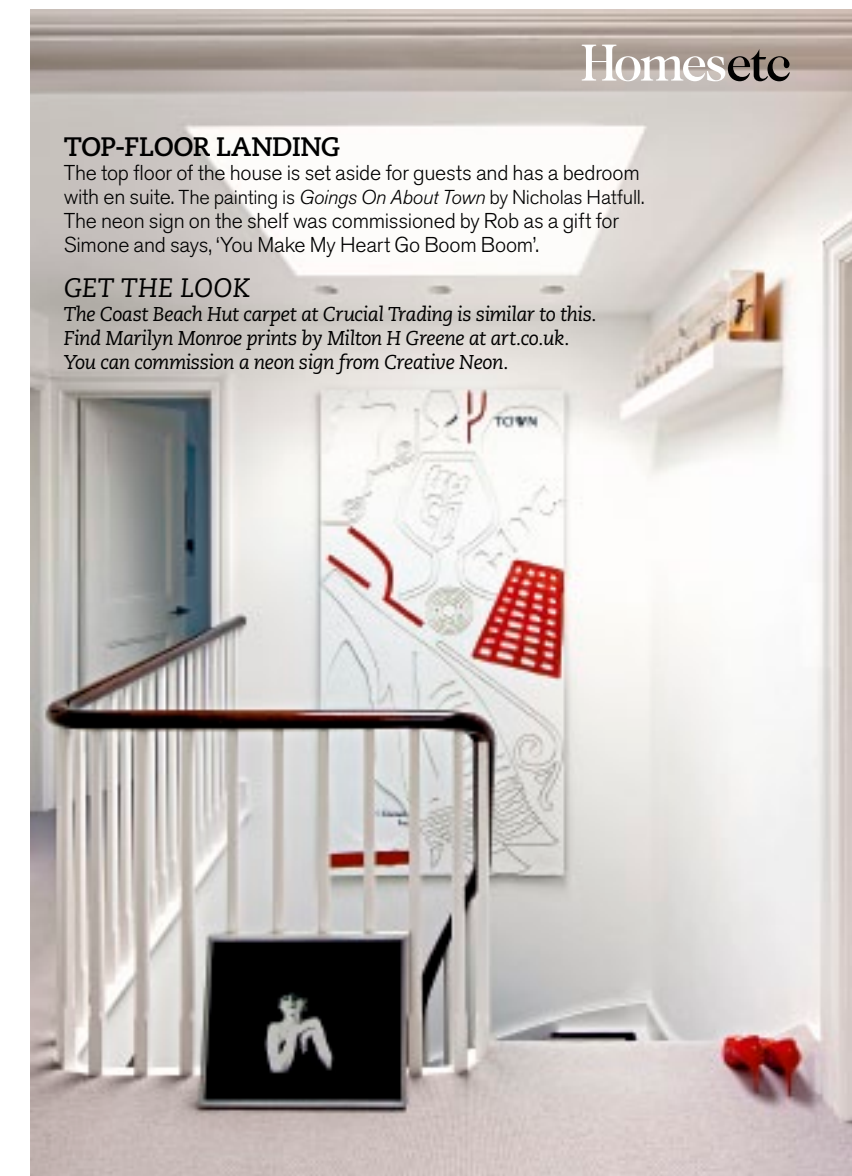 Homesetc
TOP-FLOOR LANDING
The top floor of the house is set aside for guests and has a bedroom
with en suite. The painting is Goings On About Town by Nicholas Hatfull.
The neon sign on the shelf was commissioned by Rob as a gift for
Simone and says, ‘You Make My Heart Go Boom Boom’.
GET THE LOOK
The Coast Beach Hut carpet at Crucial Trading is similar to this.
Find Marilyn Monroe prints by Milton H Greene at art.co.uk.
You can commission a neon sign from Creative Neon.
TOWN